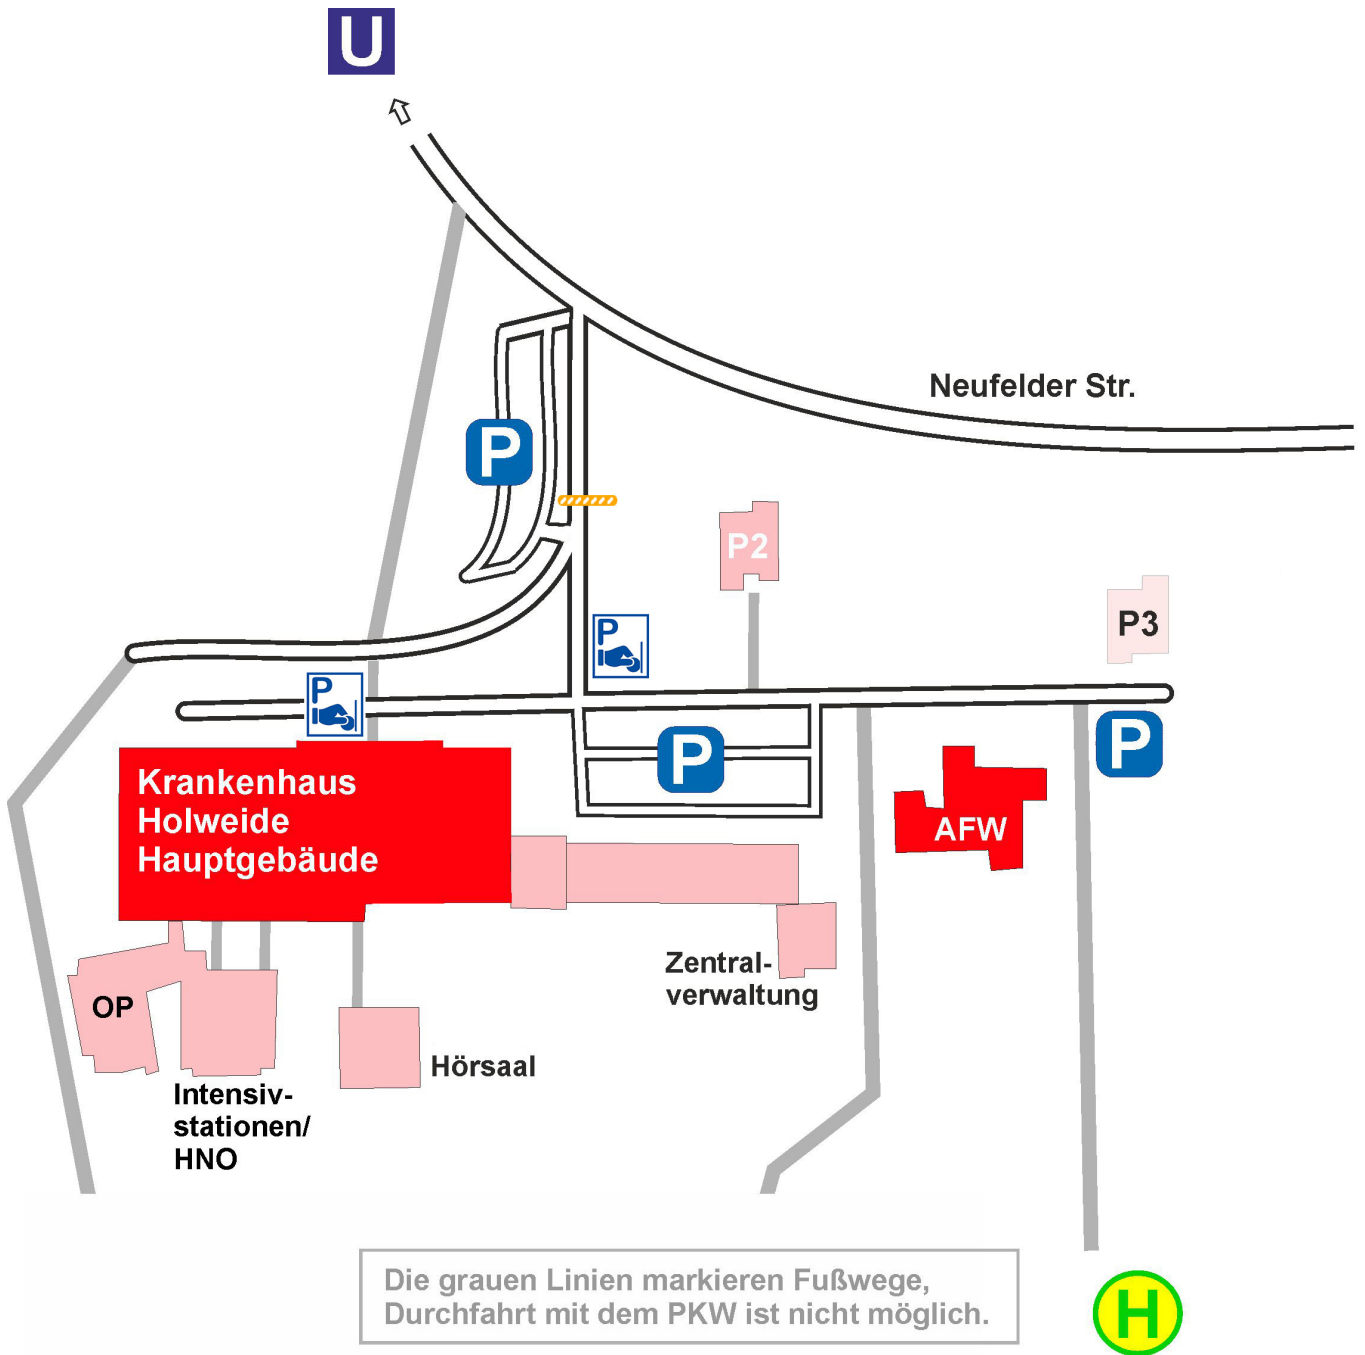 U
Neufelder Str.
P
P2
P3
P
P
P
P
Krankenhaus
Holweide
Hauptgebäude
AFW
Zentral-
verwaltung
OP
Hörsaal
Intensiv-
stationen/
HNO
Die grauen Linien markieren Fußwege,
Durchfahrt mit dem PKW ist nicht möglich.
H